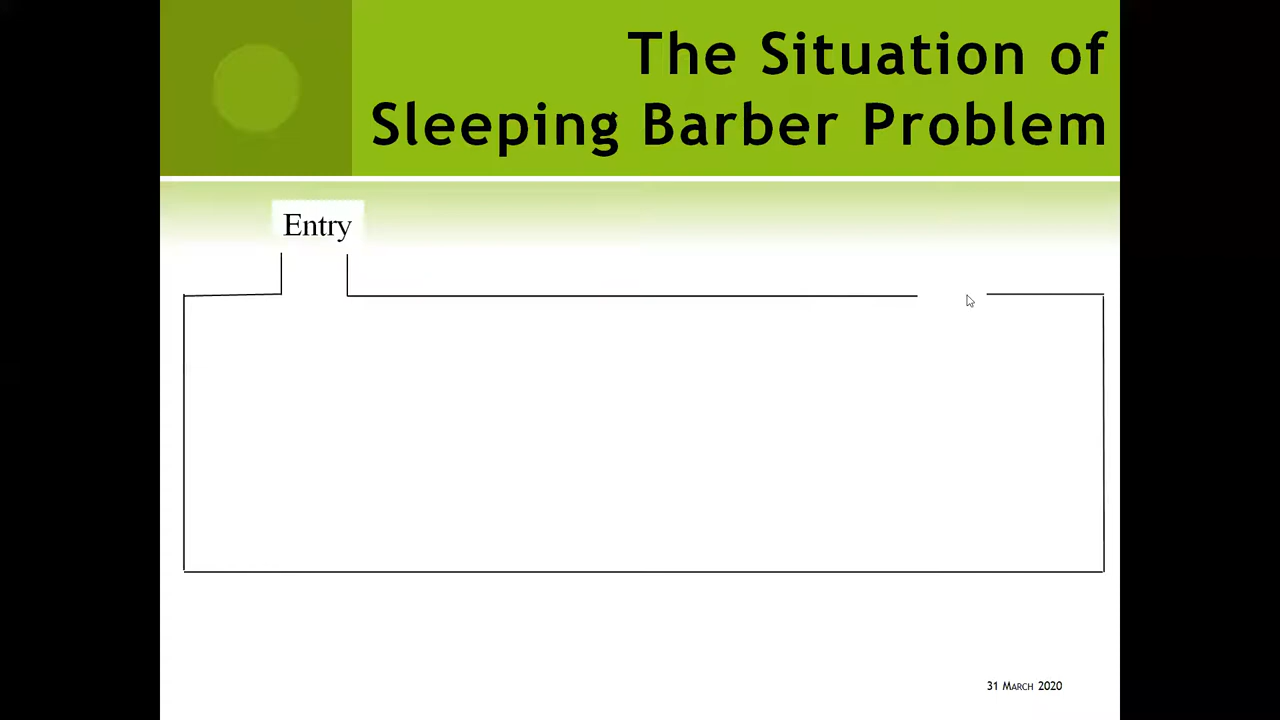 The Situation of
Sleeping Barber Problem
Entry
31 March 2020